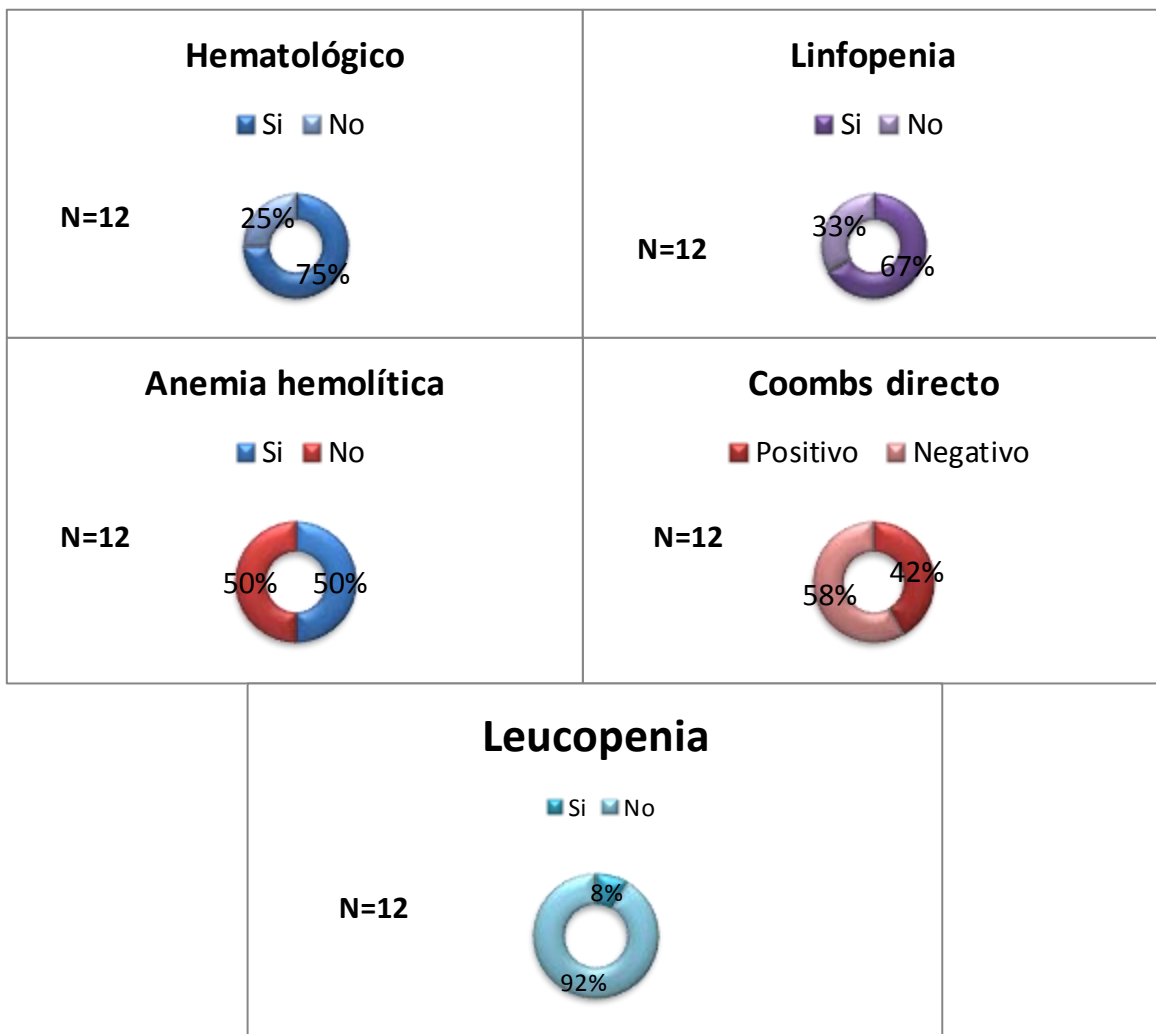 Hematológico
Si No
N=12
25%
75%
Linfopenia
Si No
N=12
33%
67%
Anemia hemolítica
Si No
N=12
50% 50%
Coombs directo
Positivo Negativo
N=12
42%
58%
Leucopenia
Si No
N=12
8%
92%